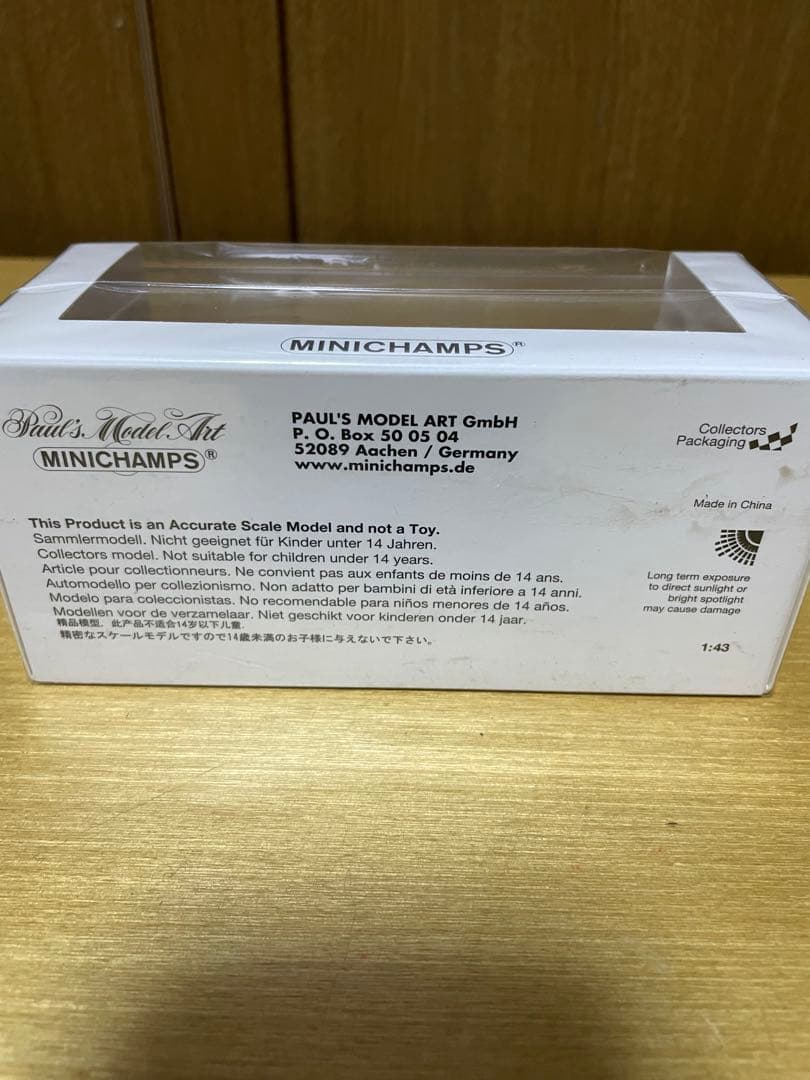 MINICHAMPS®
Paul's Model Art
MINICHAMPS®
PAUL'S MODEL ART GmbH
P. O. Box 50 05 04
52089 Aachen / Germany
www.minichamps.de
Collectors
Packaging
Made in China
This Product is an Accurate Scale Model and not a Toy.
Sammlermodell. Nicht geeignet für Kinder unter 14 Jahren.
Collectors model. Not suitable for children under 14 years.
Article pour collectionneurs. Ne convient pas aux enfants de moins de 14 ans.
Automodello per collezionismo. Non adatto per bambini di età inferiore a 14 anni.
Modelo para coleccionistas. No recomendable para niños menores de 14 años.
Modellen voor de verzamelaar. Niet geschikt voor kinderen onder 14 jaar.
精品模型，此产品不适合14岁以下儿童
精密なスケールモデルですので14歳未満のお子様に与えないで下さい。
Long term exposure
to direct sunlight or
bright spotlight
may cause damage
1:43